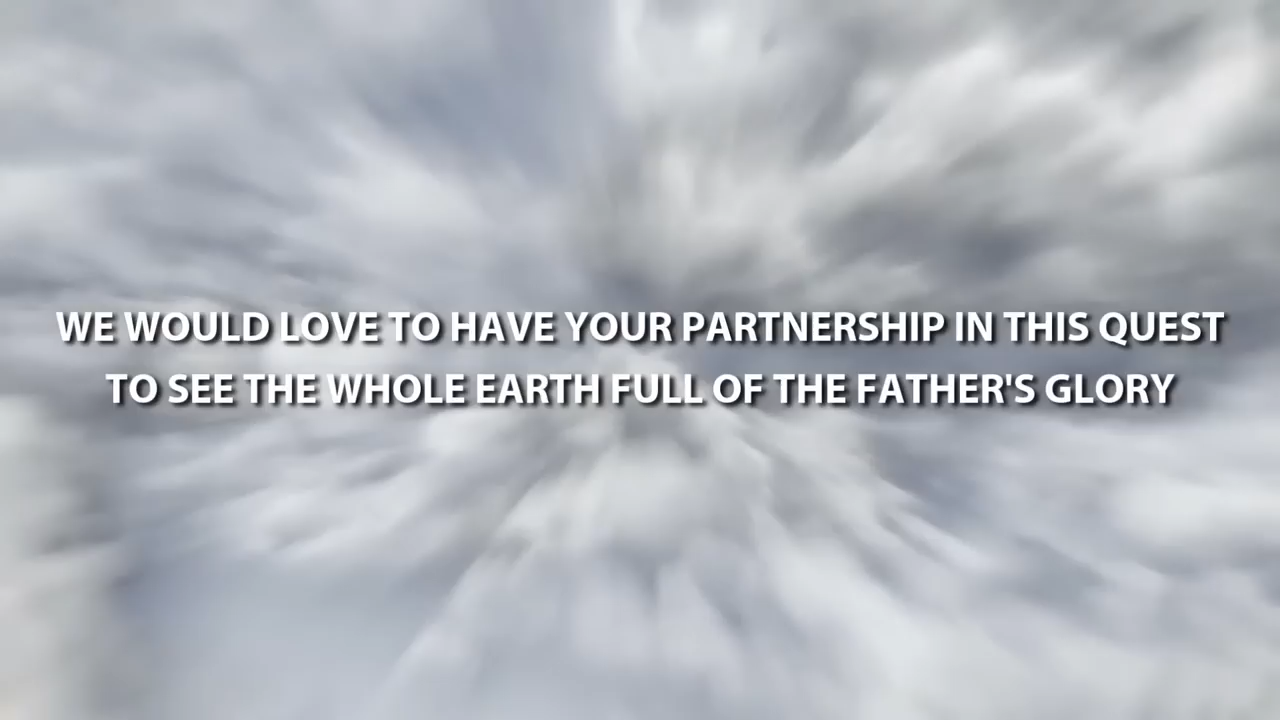 WE WOULD LOVE TO HAVE YOUR PARTNERSHIP IN THIS QUEST
TO SEE THE WHOLE EARTH FULL OF THE FATHER'S GLORY